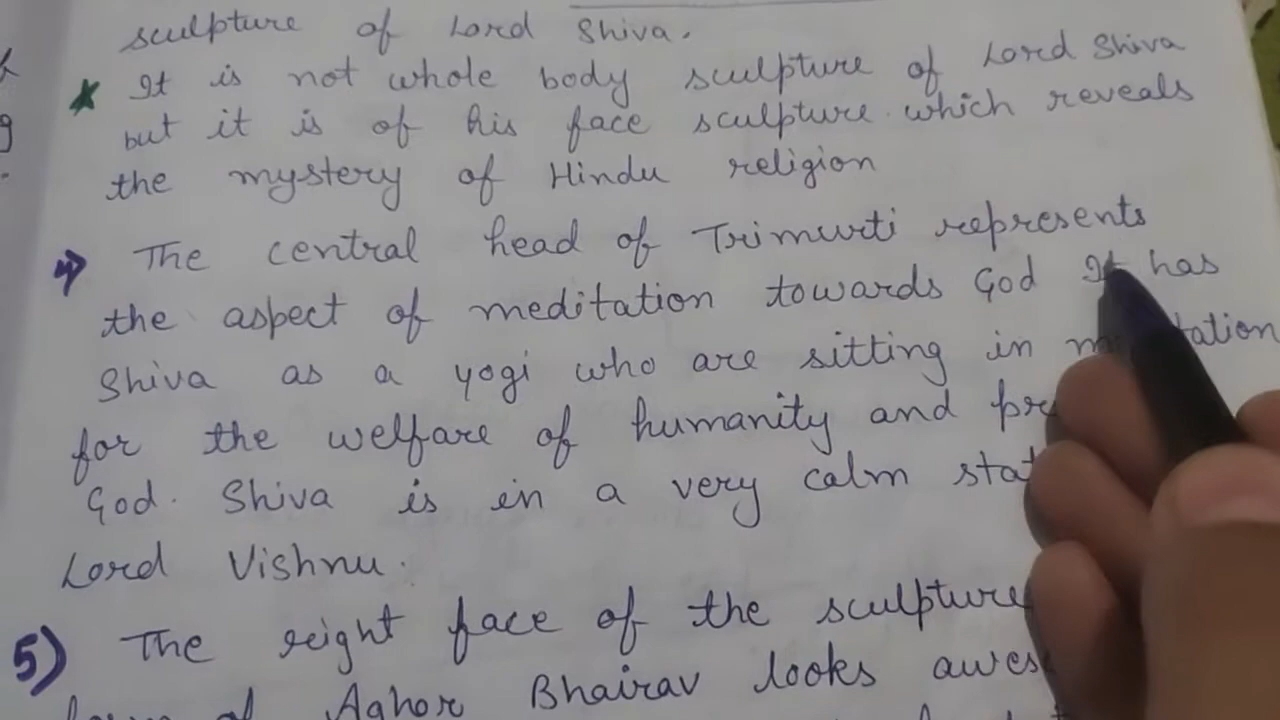 sculpture of Lord Shiva.
It is not whole body sculpture of Lord Shiva
but it is of his face sculpture which reveals
the mystery of Hindu religion
The central head of Trimurti represents
the aspect of meditation towards God It has
Shiva as a yogi who are sitting in
for the welfare of humanity and
God. Shiva is in a very calm
Lord Vishnu.
5) The right face of the sculpture
Aghor Bhairav looks